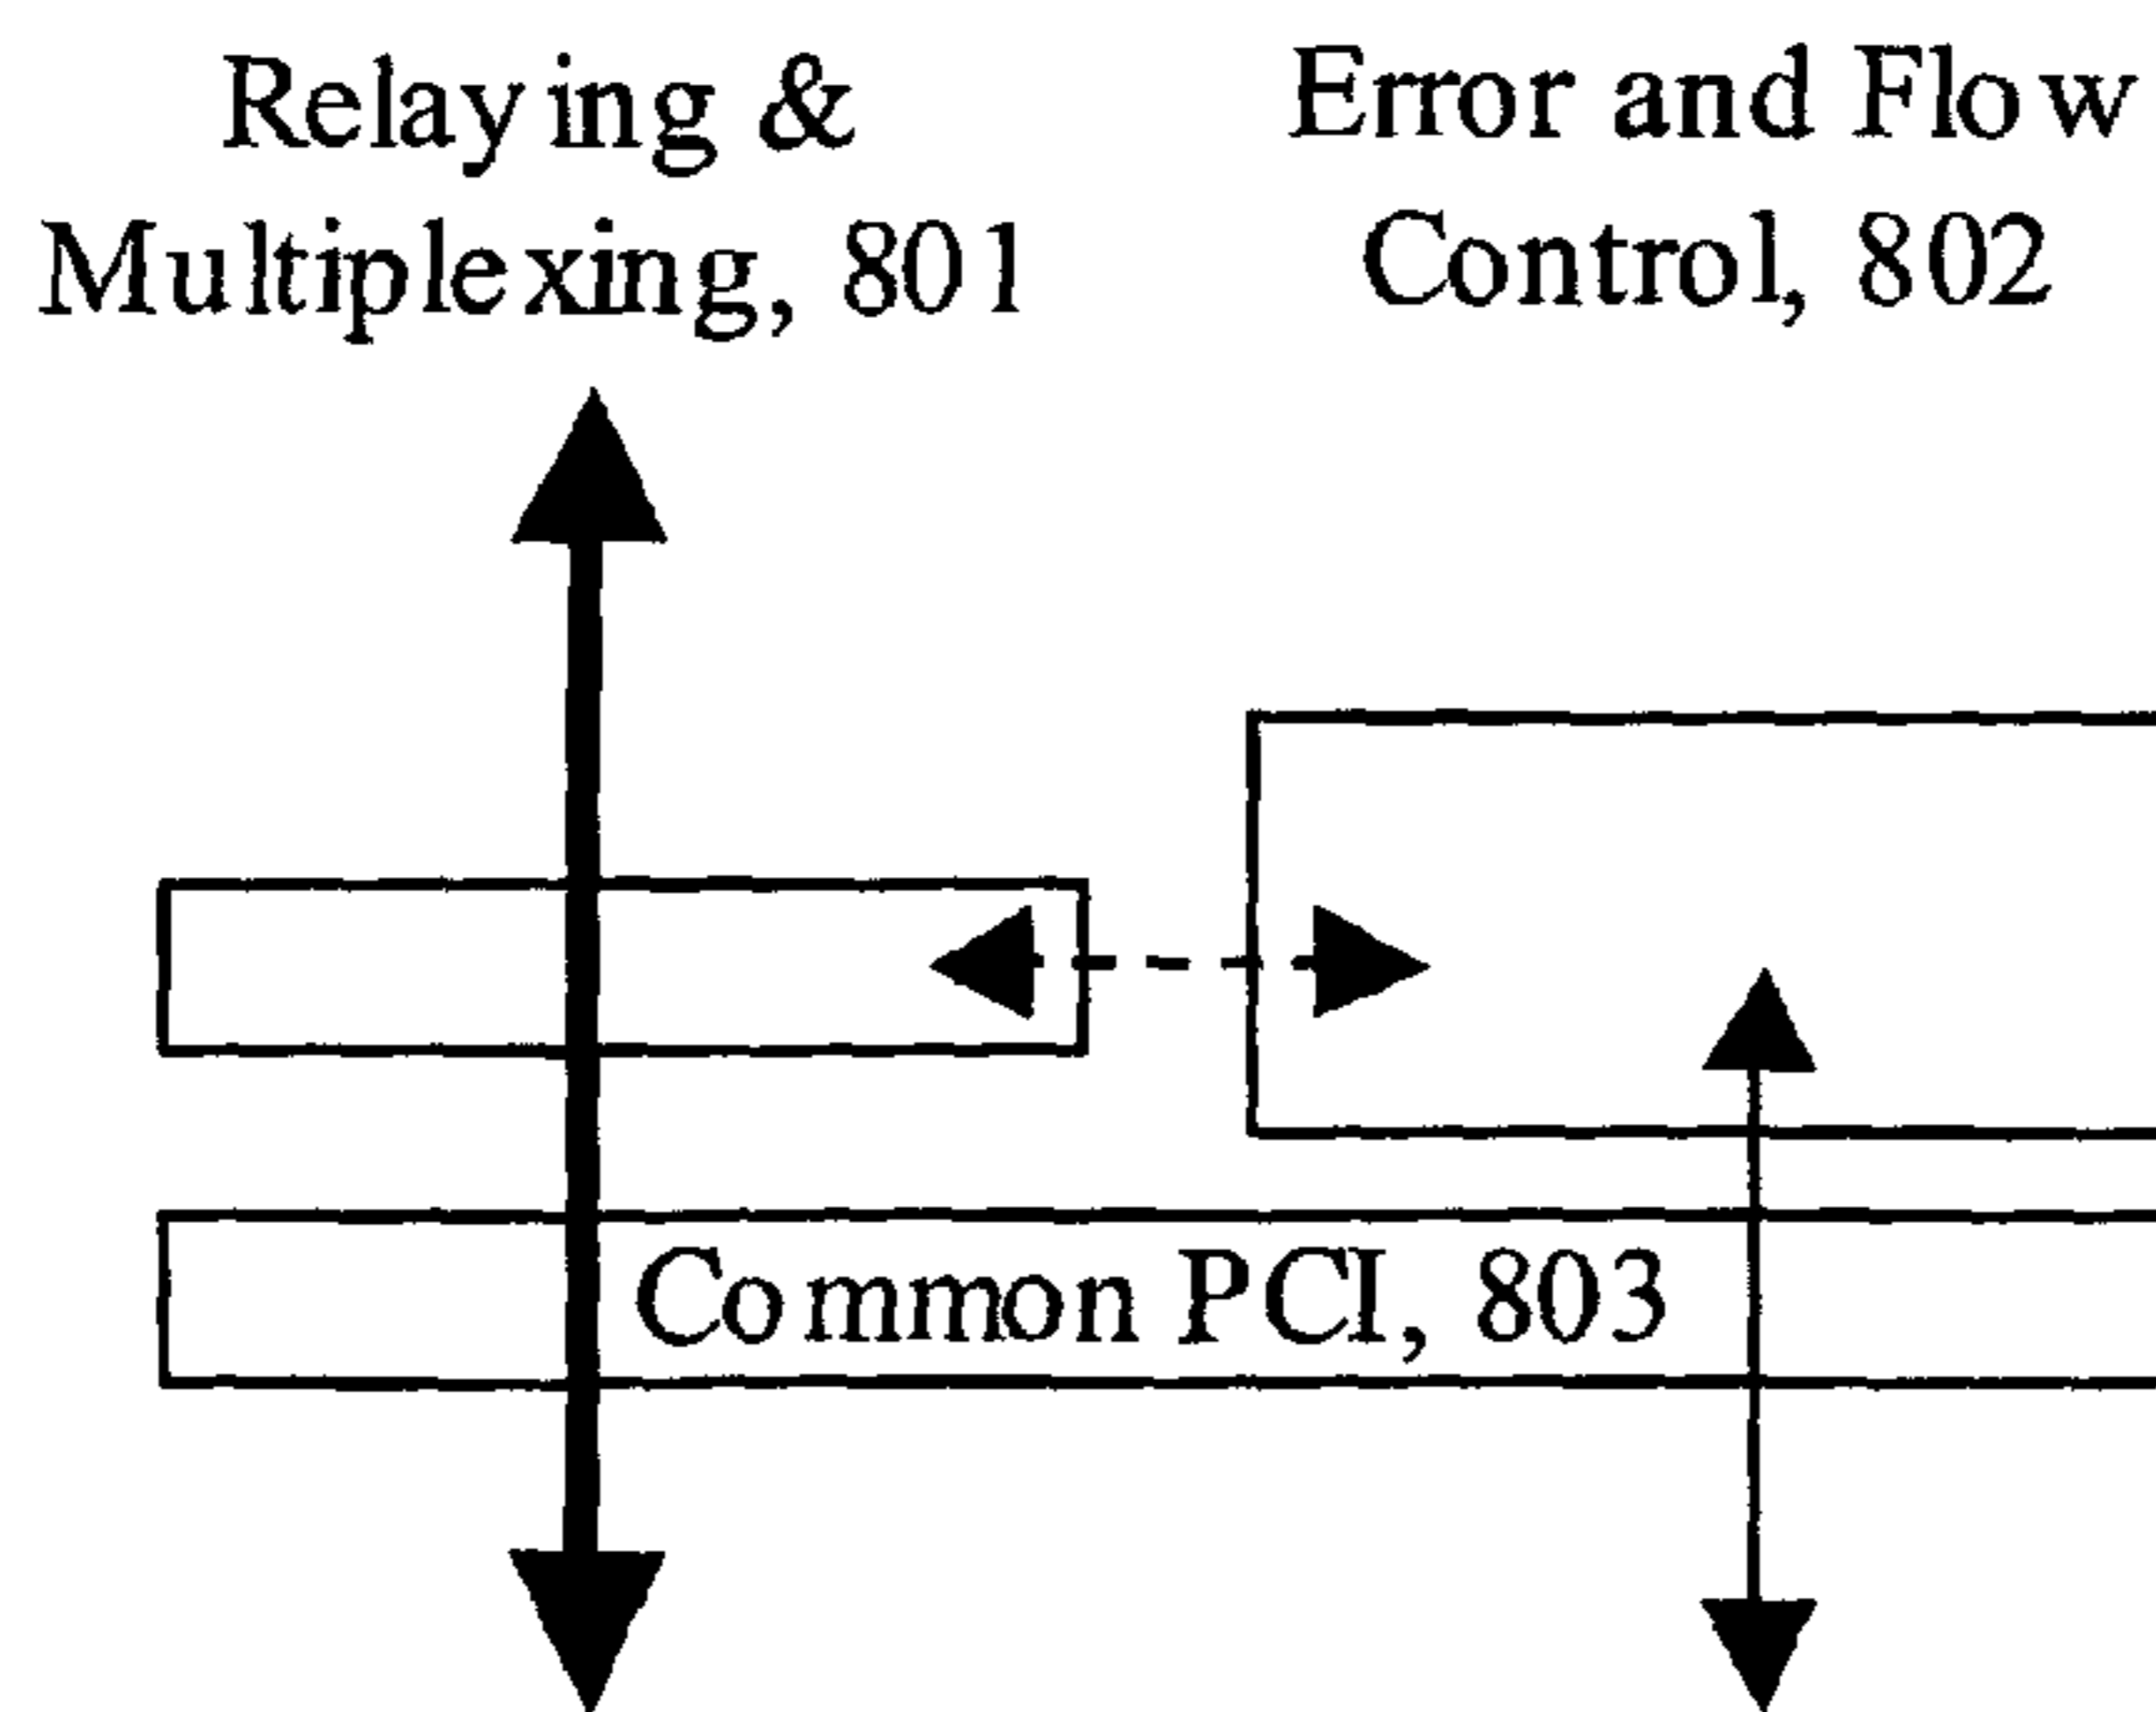 Relaying &
Multiplexing, 801
Error and Flow
Control, 802
Common PCI, 803